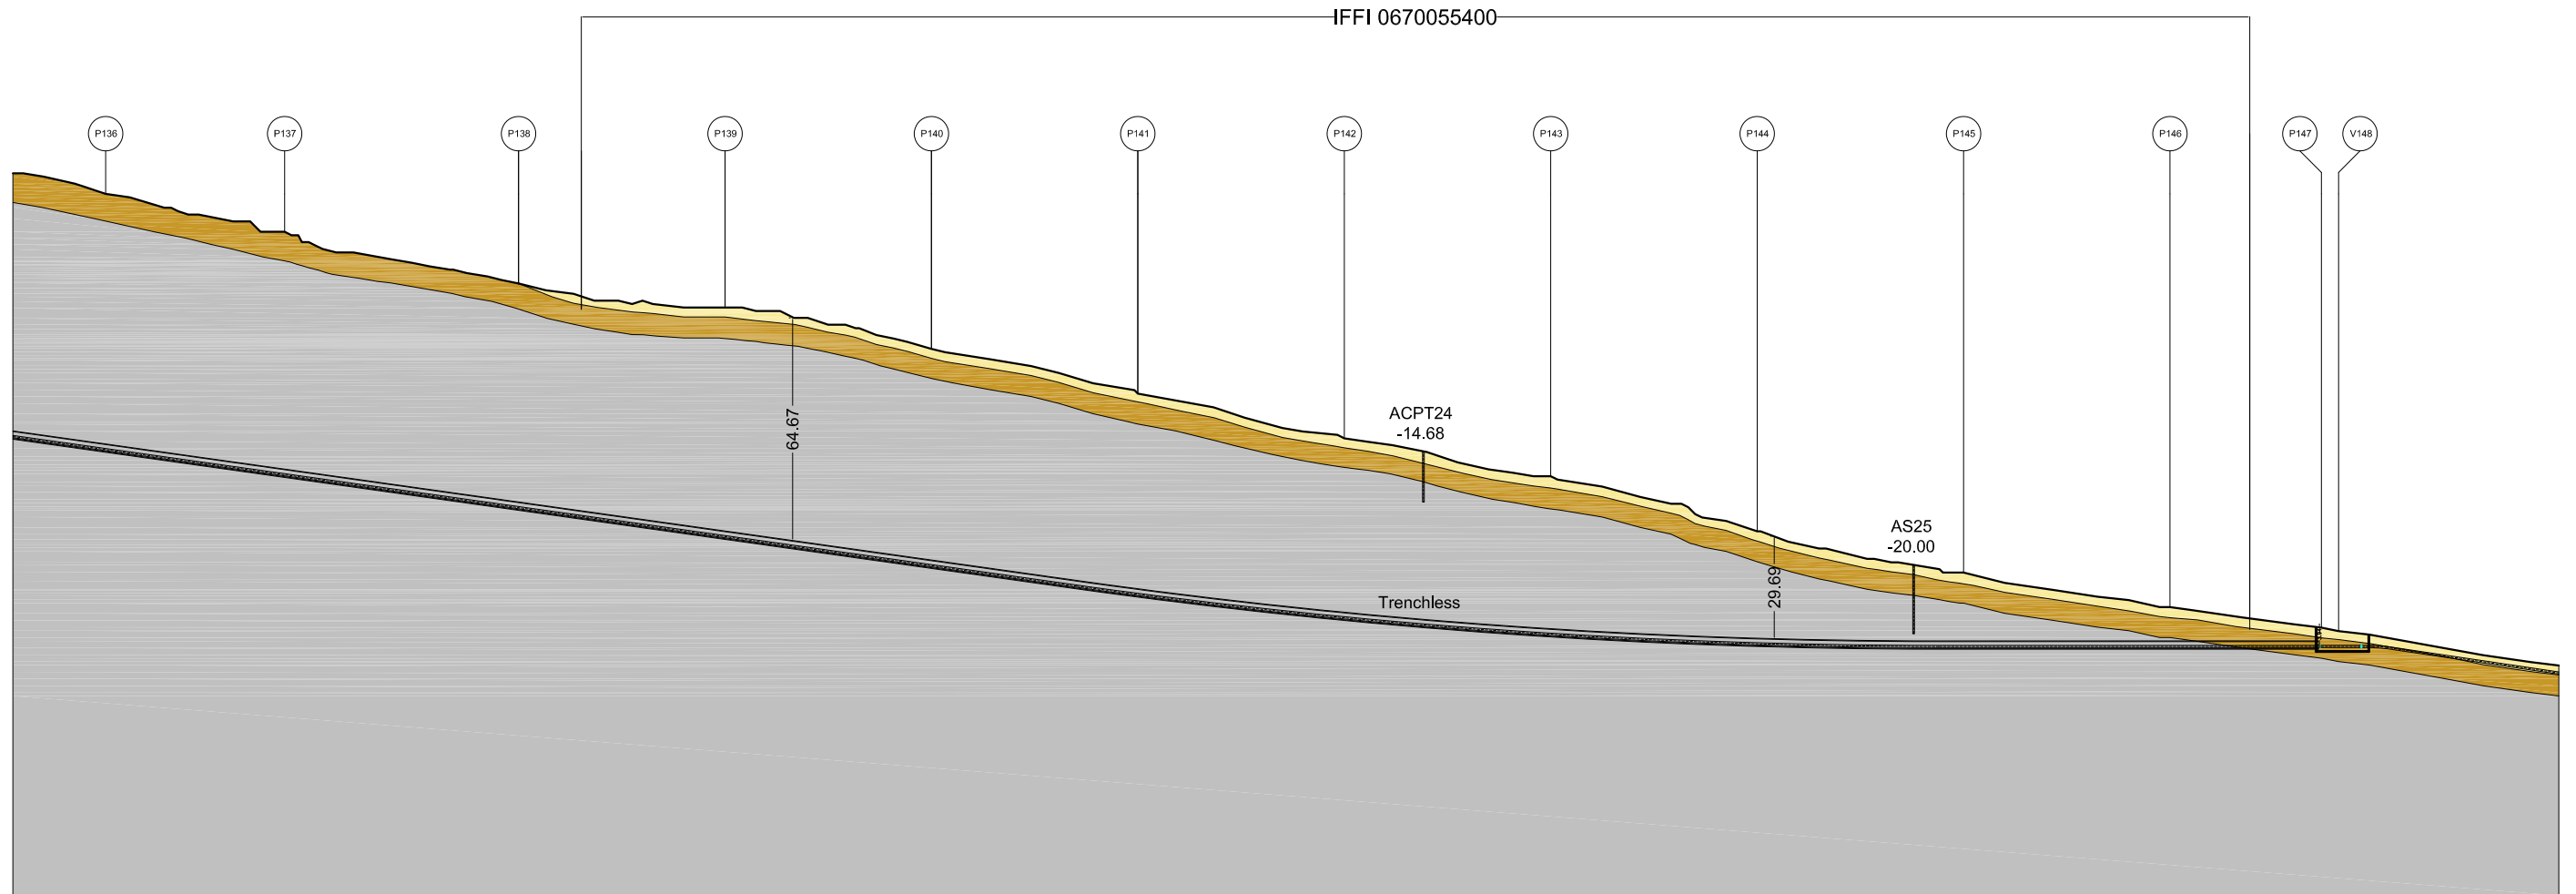 IFFI 0670055400
P136
P137
P138
P139
P140
P141
P142
P143
P144
P145
P146
P147
V148
64.67
ACPT24
-14.68
AS25
-20.00
29.69
Trenchless